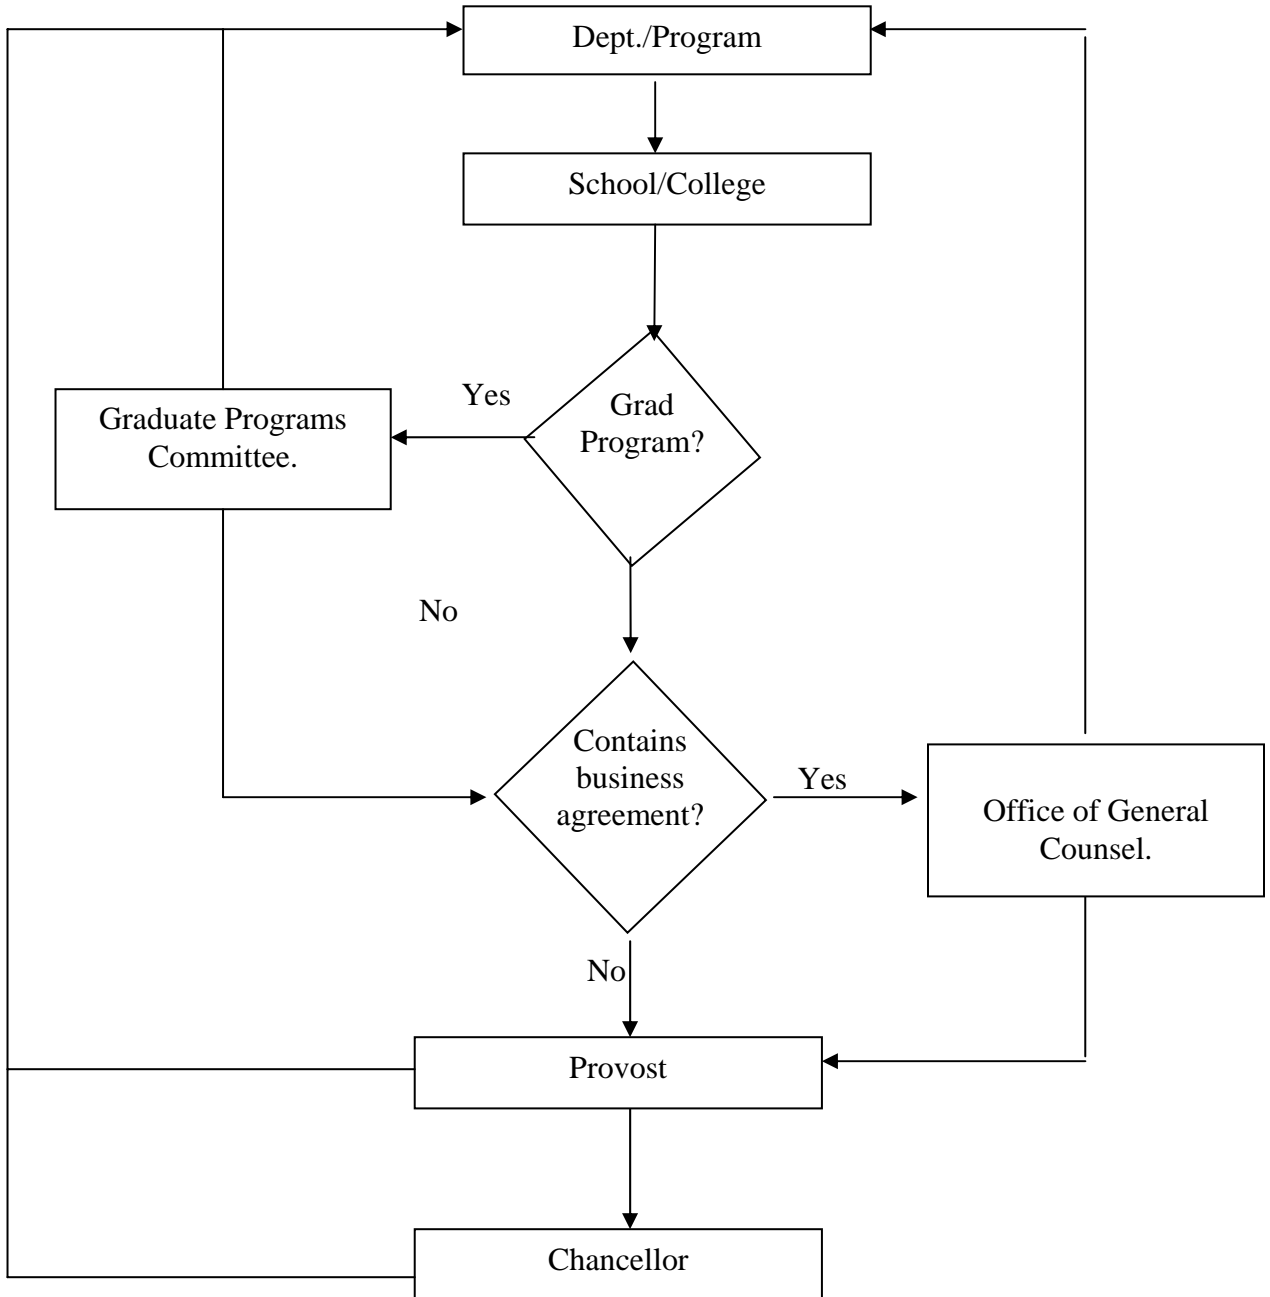 Dept./Program
School/College
Yes
Grad
Program?
Graduate Programs
Committee.
No
Contains
business
agreement?
Yes
Office of General
Counsel.
No
Provost
Chancellor